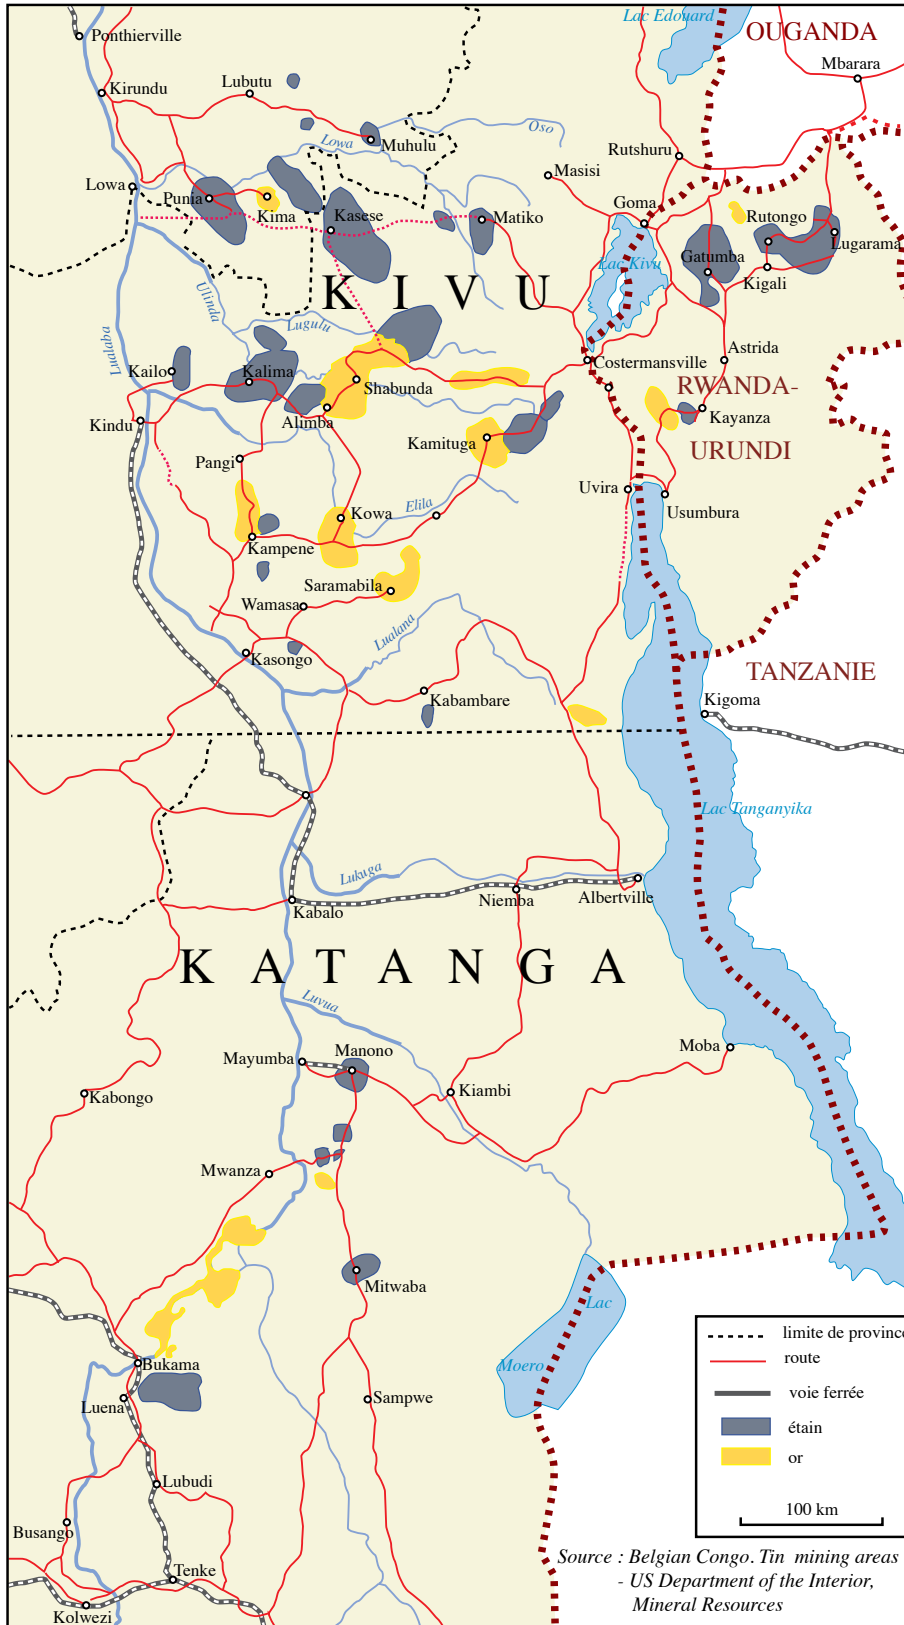 Lac Edouard
OUGANDA
Ponthierville
Mbarara
Kirundu
Lubutu
Oso
Muhulu
Lowa
Rutshuru
Masisi
Lowa
Punia
Kima
Kasese
Matiko
Goma
Rutongo
Lugarama
Lac Kivu
Gatumba
Kigali
KIVU
Ulinda
Lugulu
Lualaba
Astrida
Costermansville
Kailo
Kalima
Shabunda
RWANDA-
Alimba
Kayanza
Kindu
Kamituga
URUNDI
Pangi
Uvira
Usumbura
Elila
Kowa
Kampene
Saramabila
Wamasa
Lualana
Kasongo
TANZANIE
Kabambare
Kigoma
Lac Tanganyika
Lukuga
Kabalo
Niemba
Albertville
KATANGA
Luvua
Moba
Mayumba
Manono
Kabongo
Kiambi
Mwanza
Mitwaba
Lac
Moero
Bukama
Luena
Sampwe
Lubudi
Busango
Tenke
Kolwezi
limite de province
route
voie ferrée
étain
or
100 km
Source : Belgian Congo. Tin mining areas
- US Department of the Interior,
Mineral Resources